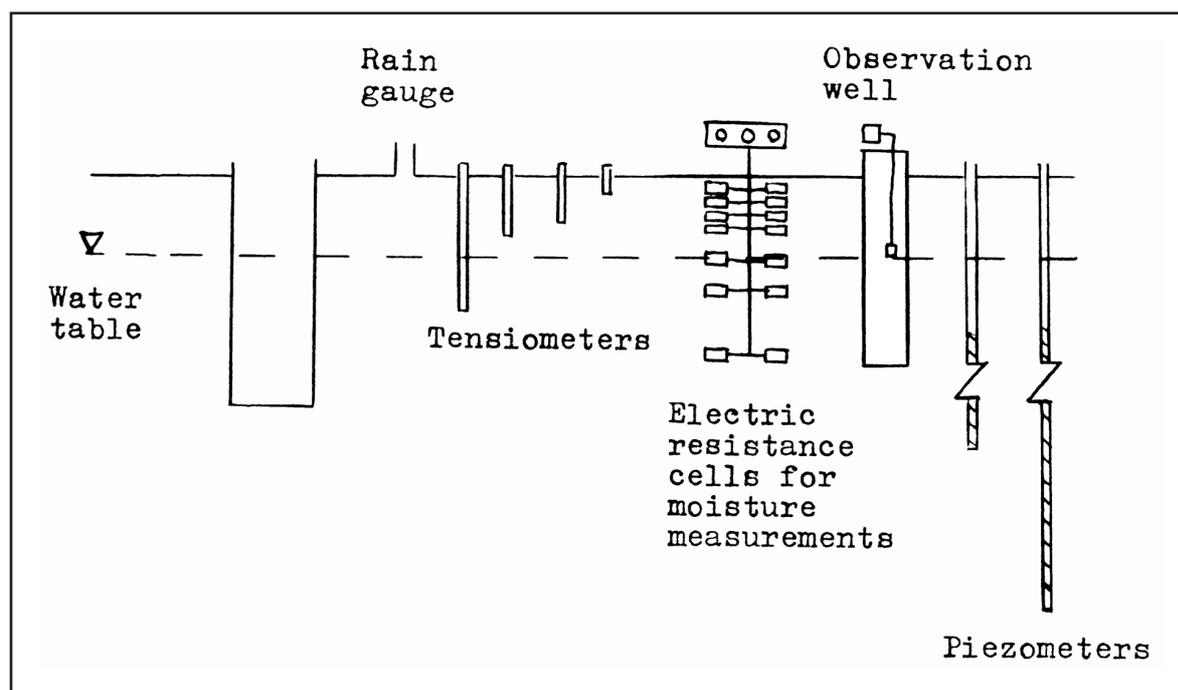 Rain
gauge
Observation
well
Water
table
Tensiometers
Electric
resistance
cells for
moisture
measurements
Piezometers